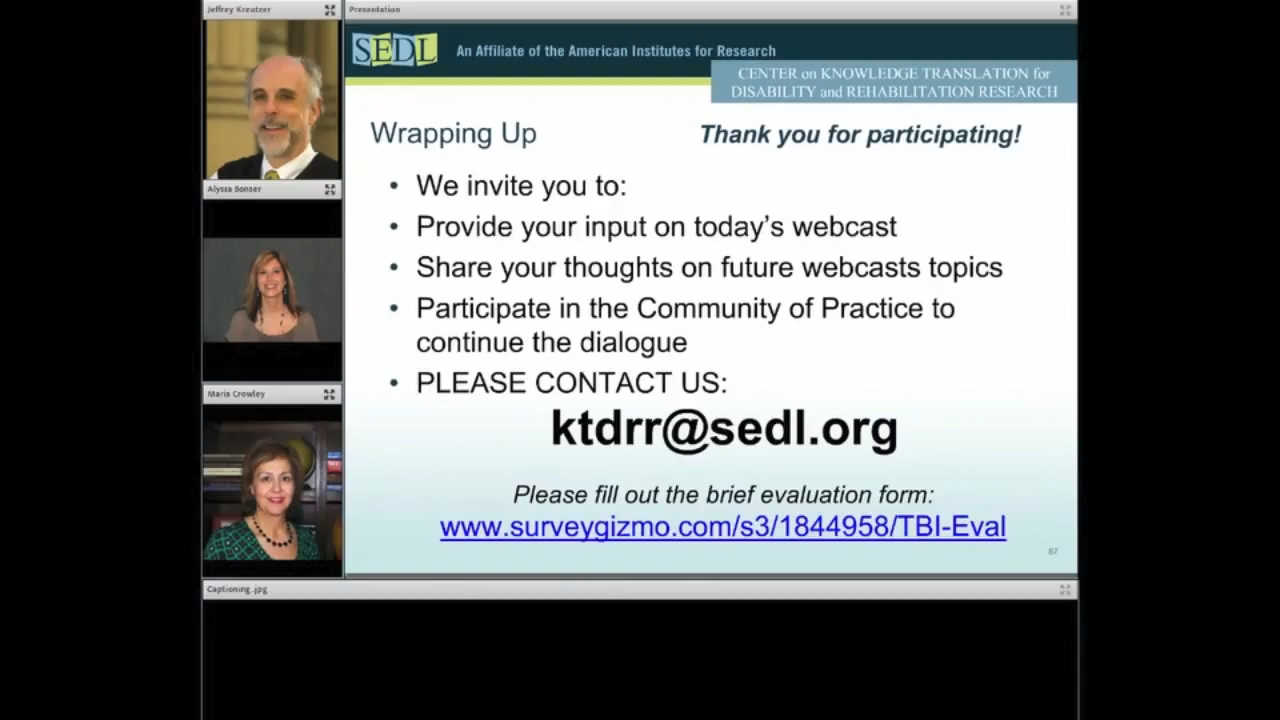 Jeffrey Kreutzer
Presentation
SEDL An Affiliate of the American Institutes for Research
CENTER on KNOWLEDGE TRANSLATION for
DISABILITY and REHABILITATION RESEARCH
Wrapping Up
Thank you for participating!
• We invite you to:
• Provide your input on today's webcast
• Share your thoughts on future webcasts topics
• Participate in the Community of Practice to
continue the dialogue
• PLEASE CONTACT US:
ktdrr@sedl.org
Please fill out the brief evaluation form:
www.surveygizmo.com/s3/1844958/TBI-Eval
67
Alyssa Bonser
Maria Crowley
Captioning .jpg